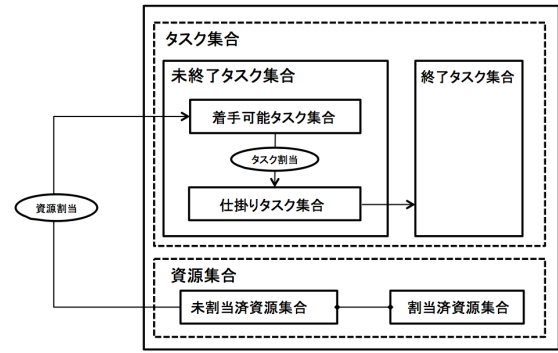 タスク集合
未終了タスク集合
終了タスク集合
着手可能タスク集合
タスク割当
仕掛りタスク集合
資源割当
資源集合
未割当済資源集合
割当済資源集合